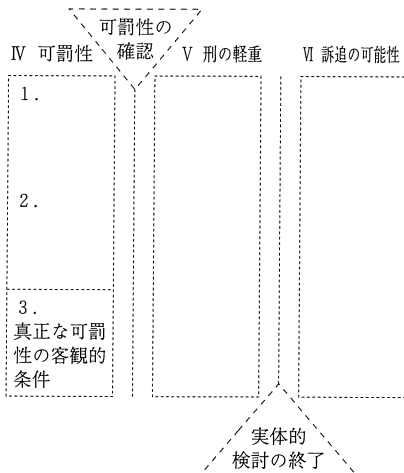 可罰性の
確認
Ⅳ 可罰性
Ⅴ 刑の軽重
Ⅵ 訴追の可能性
1.
2.
3.
真正な可罰
性の客観的
条件
実体的
検討の終了